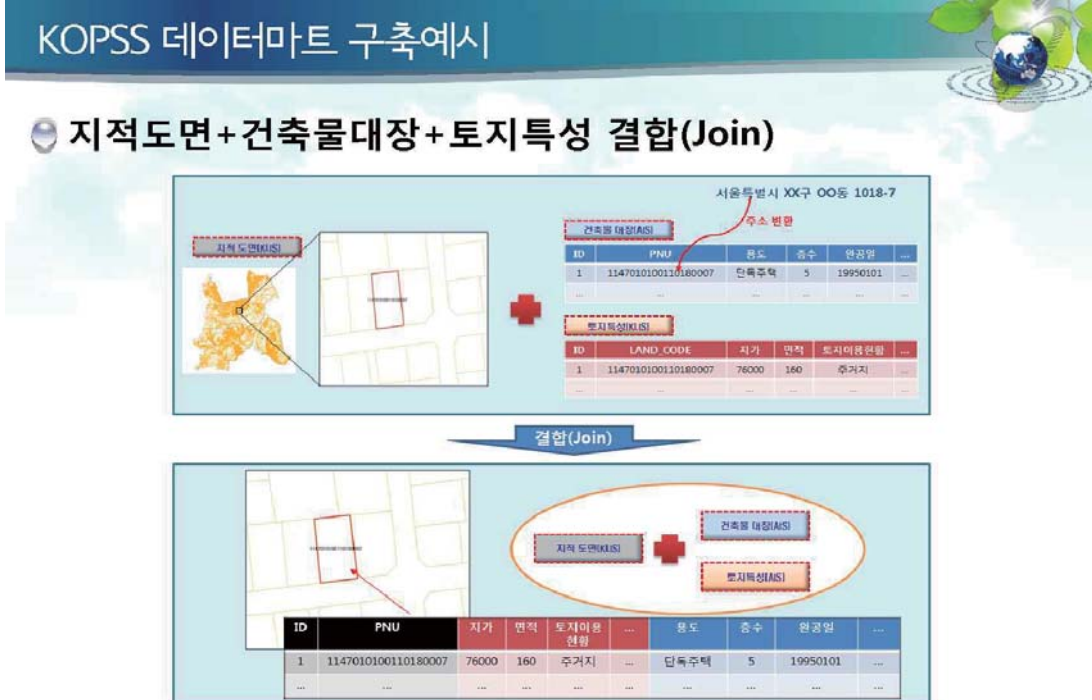 KOPSS 데이터마트 구축예시
지적도면+건축물대장+토지특성 결합(Join)
서울특별시 XX구 OO동 1018-7
주소 변환
지적 도면(KLIS)
건축물 대장(AIS)
ID PNU 용도 층수 완공일 ...
1 1147010100110180007 단독주택 5 19950101 ...
... ... ... ... ... ...
토지특성(KLIS)
ID LAND_CODE 지가 면적 토지이용현황 ...
1 1147010100110180007 76000 160 주거지 ...
... ... ... ... ... ...
결합(Join)
지적 도면(KLIS)
건축물 대장(AIS)
토지특성(AIS)
ID PNU 지가 면적 토지이용 현황 ... 용도 층수 완공일 ...
1 1147010100110180007 76000 160 주거지 ... 단독주택 5 19950101 ...
... ... ... ... ... ... ... ... ... ...